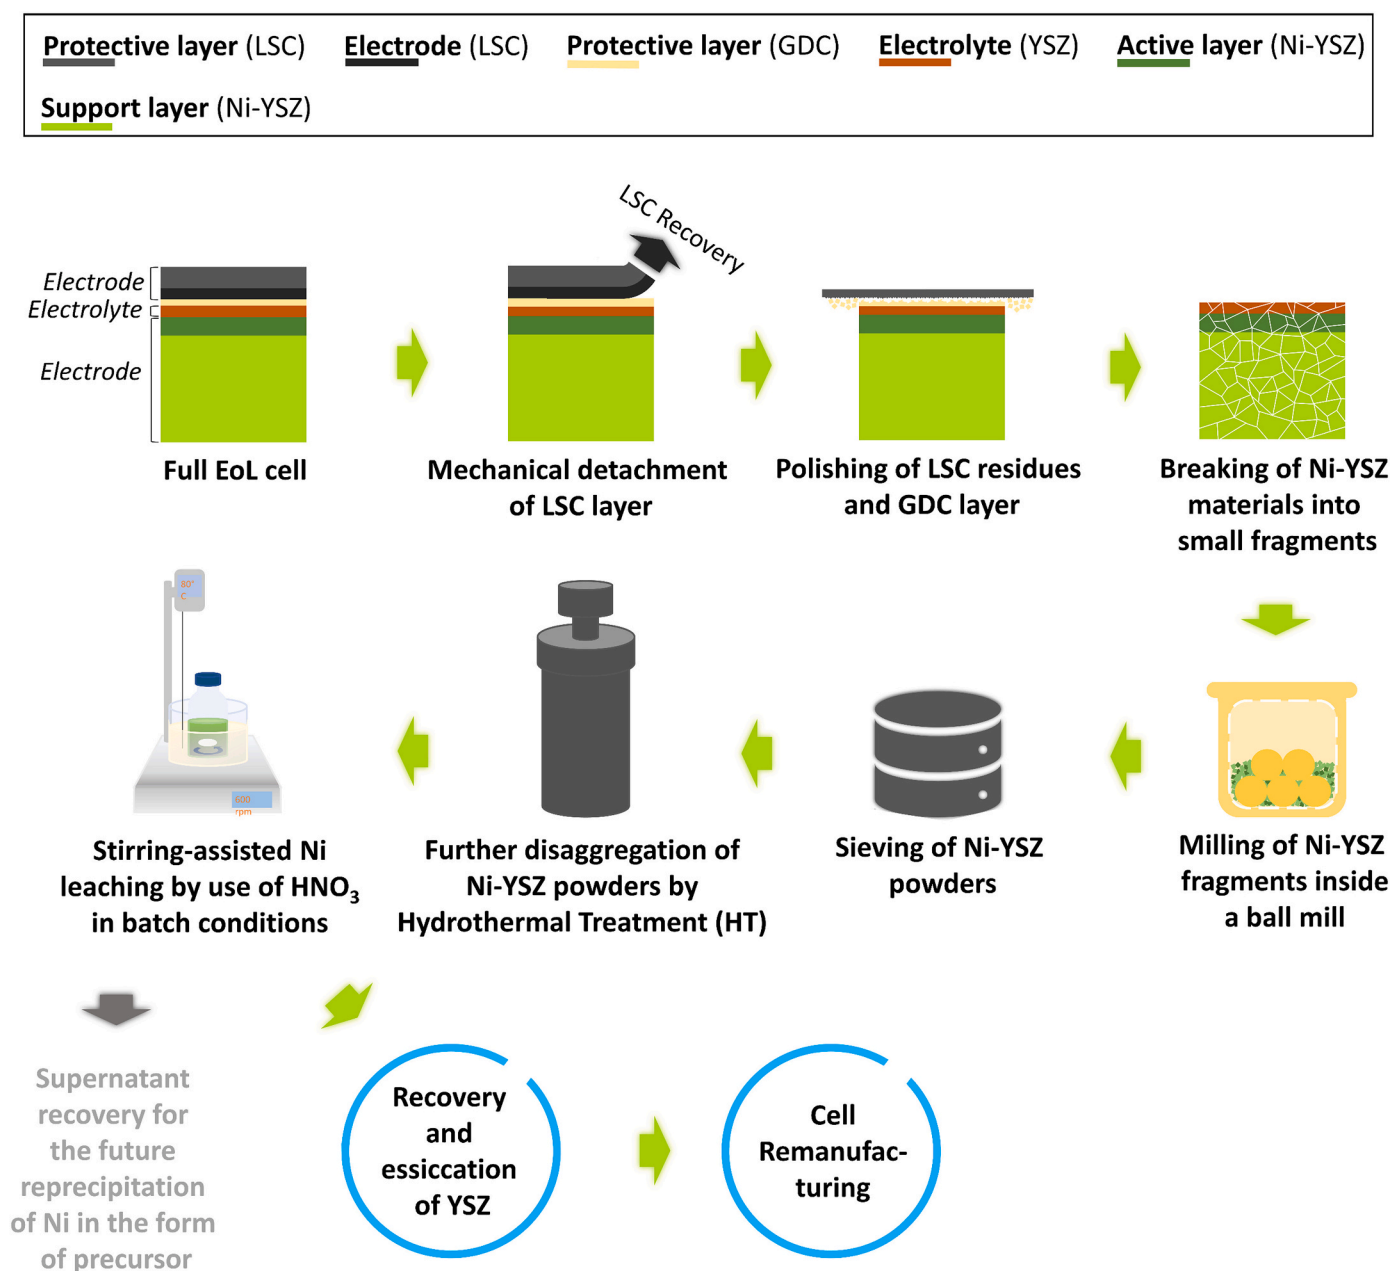 Protective layer (LSC) Electrode (LSC) Protective layer (GDC) Electrolyte (YSZ) Active layer (Ni-YSZ)
Support layer (Ni-YSZ)
LSC Recovery
Electrode
Electrolyte
Electrode
Full EoL cell
Mechanical detachment
of LSC layer
Polishing of LSC residues
and GDC layer
Breaking of Ni-YSZ
materials into
small fragments
80°
C
600
rpm
Stirring-assisted Ni
leaching by use of HNO₃
in batch conditions
Further disaggregation of
Ni-YSZ powders by
Hydrothermal Treatment (HT)
Sieving of Ni-YSZ
powders
Milling of Ni-YSZ
fragments inside
a ball mill
Supernatant
recovery for
the future
reprecipitation
of Ni in the form
of precursor
Recovery
and
essiccation
of YSZ
Cell
Remanufac-
turing